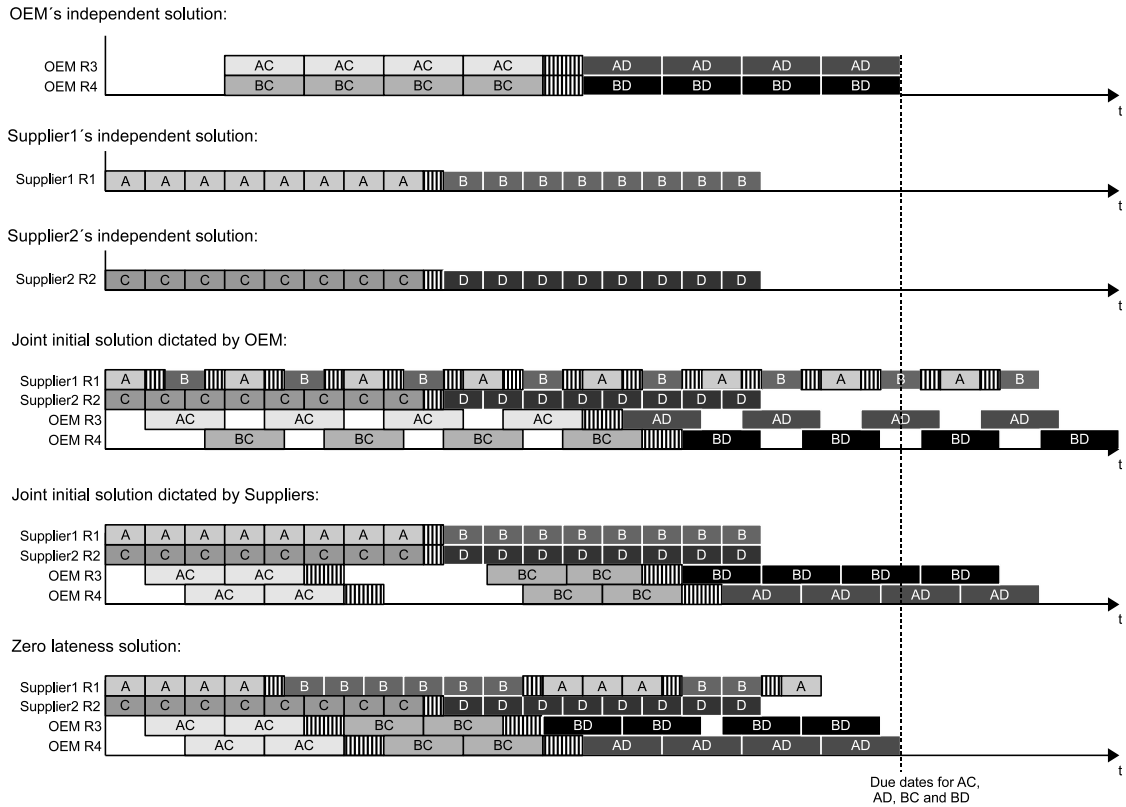 OEM´s independent solution:
OEM R3 AC AC AC AC AD AD AD AD
OEM R4 BC BC BC BC BD BD BD BD
t
Supplier1´s independent solution:
Supplier1 R1 A A A A A A A A B B B B B B B B
t
Supplier2´s independent solution:
Supplier2 R2 C C C C C C C C D D D D D D D D
t
Joint initial solution dictated by OEM:
Supplier1 R1 A B A B A B A B A B A B A B A B
Supplier2 R2 C C C C C C C C D D D D D D D D
OEM R3 AC AC AC AC AD AD AD AD
OEM R4 BC BC BC BC BD BD BD BD
t
Joint initial solution dictated by Suppliers:
Supplier1 R1 A A A A A A A A B B B B B B B B
Supplier2 R2 C C C C C C C C D D D D D D D D
OEM R3 AC AC BC BC BD BD BD BD
OEM R4 AC AC BC BC AD AD AD AD
t
Zero lateness solution:
Supplier1 R1 A A A A B B B B B B A A A B B A
Supplier2 R2 C C C C C C C C D D D D D D D D
OEM R3 AC AC BC BC BD BD BD BD
OEM R4 AC AC BC BC AD AD AD AD
t
Due dates for AC,
AD, BC and BD